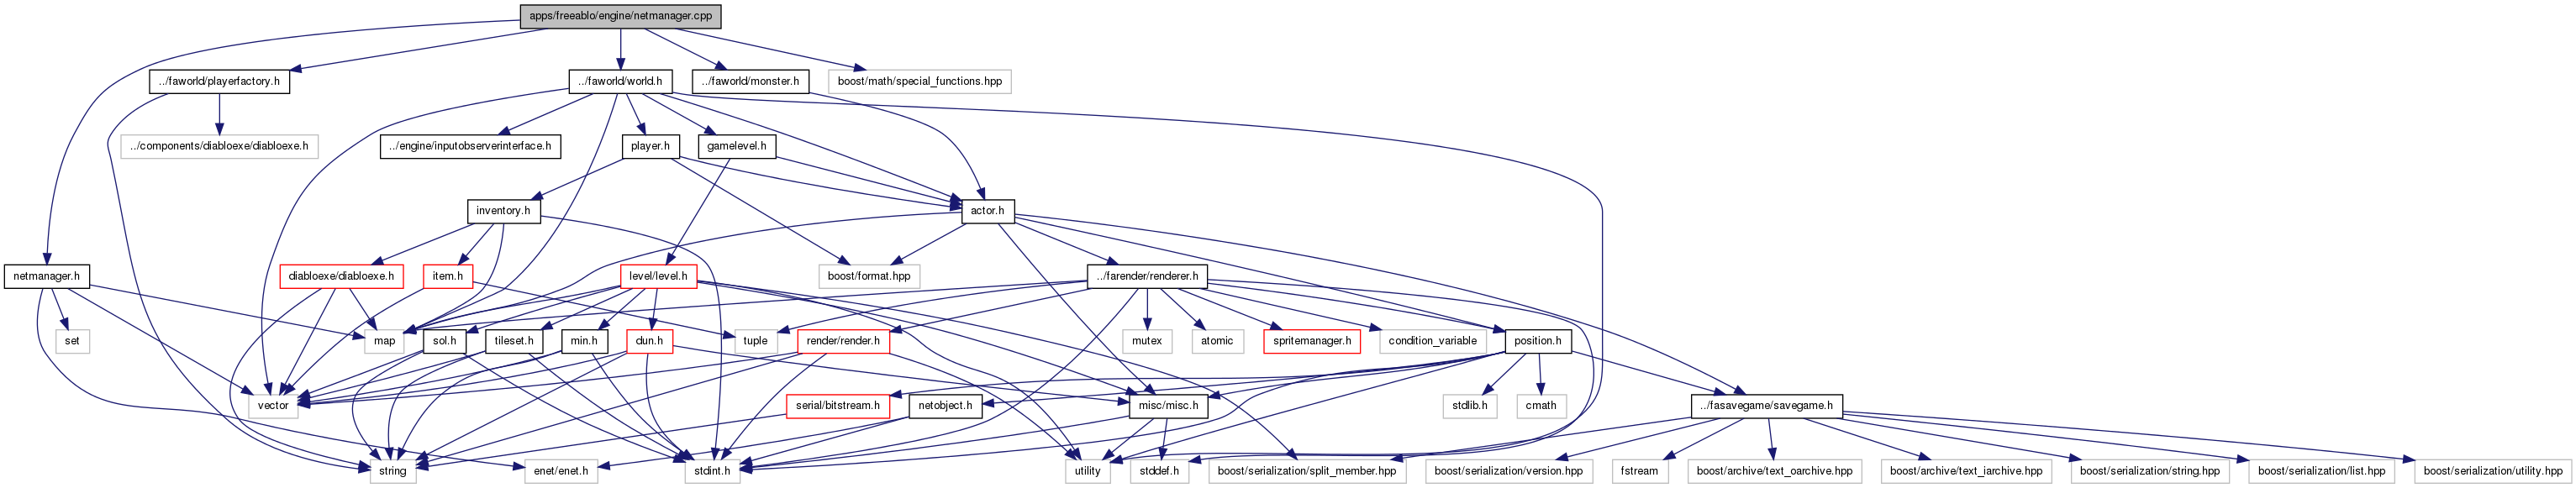 apps/freeablo/engine/netmanager.cpp
../faworld/playerfactory.h
../faworld/world.h
../faworld/monster.h
boost/math/special_functions.hpp
../components/diabloexe/diabloexe.h
../engine/inputobserverinterface.h
player.h
gamelevel.h
inventory.h
actor.h
netmanager.h
diabloexe/diabloexe.h
item.h
level/level.h
boost/format.hpp
../farender/renderer.h
set
map
sol.h
tileset.h
min.h
dun.h
tuple
render/render.h
mutex
atomic
spritemanager.h
condition_variable
position.h
vector
serial/bitstream.h
netobject.h
misc/misc.h
stdlib.h
cmath
../fasavegame/savegame.h
string
enet/enet.h
stdint.h
utility
stddef.h
boost/serialization/split_member.hpp
boost/serialization/version.hpp
fstream
boost/archive/text_oarchive.hpp
boost/archive/text_iarchive.hpp
boost/serialization/string.hpp
boost/serialization/list.hpp
boost/serialization/utility.hpp